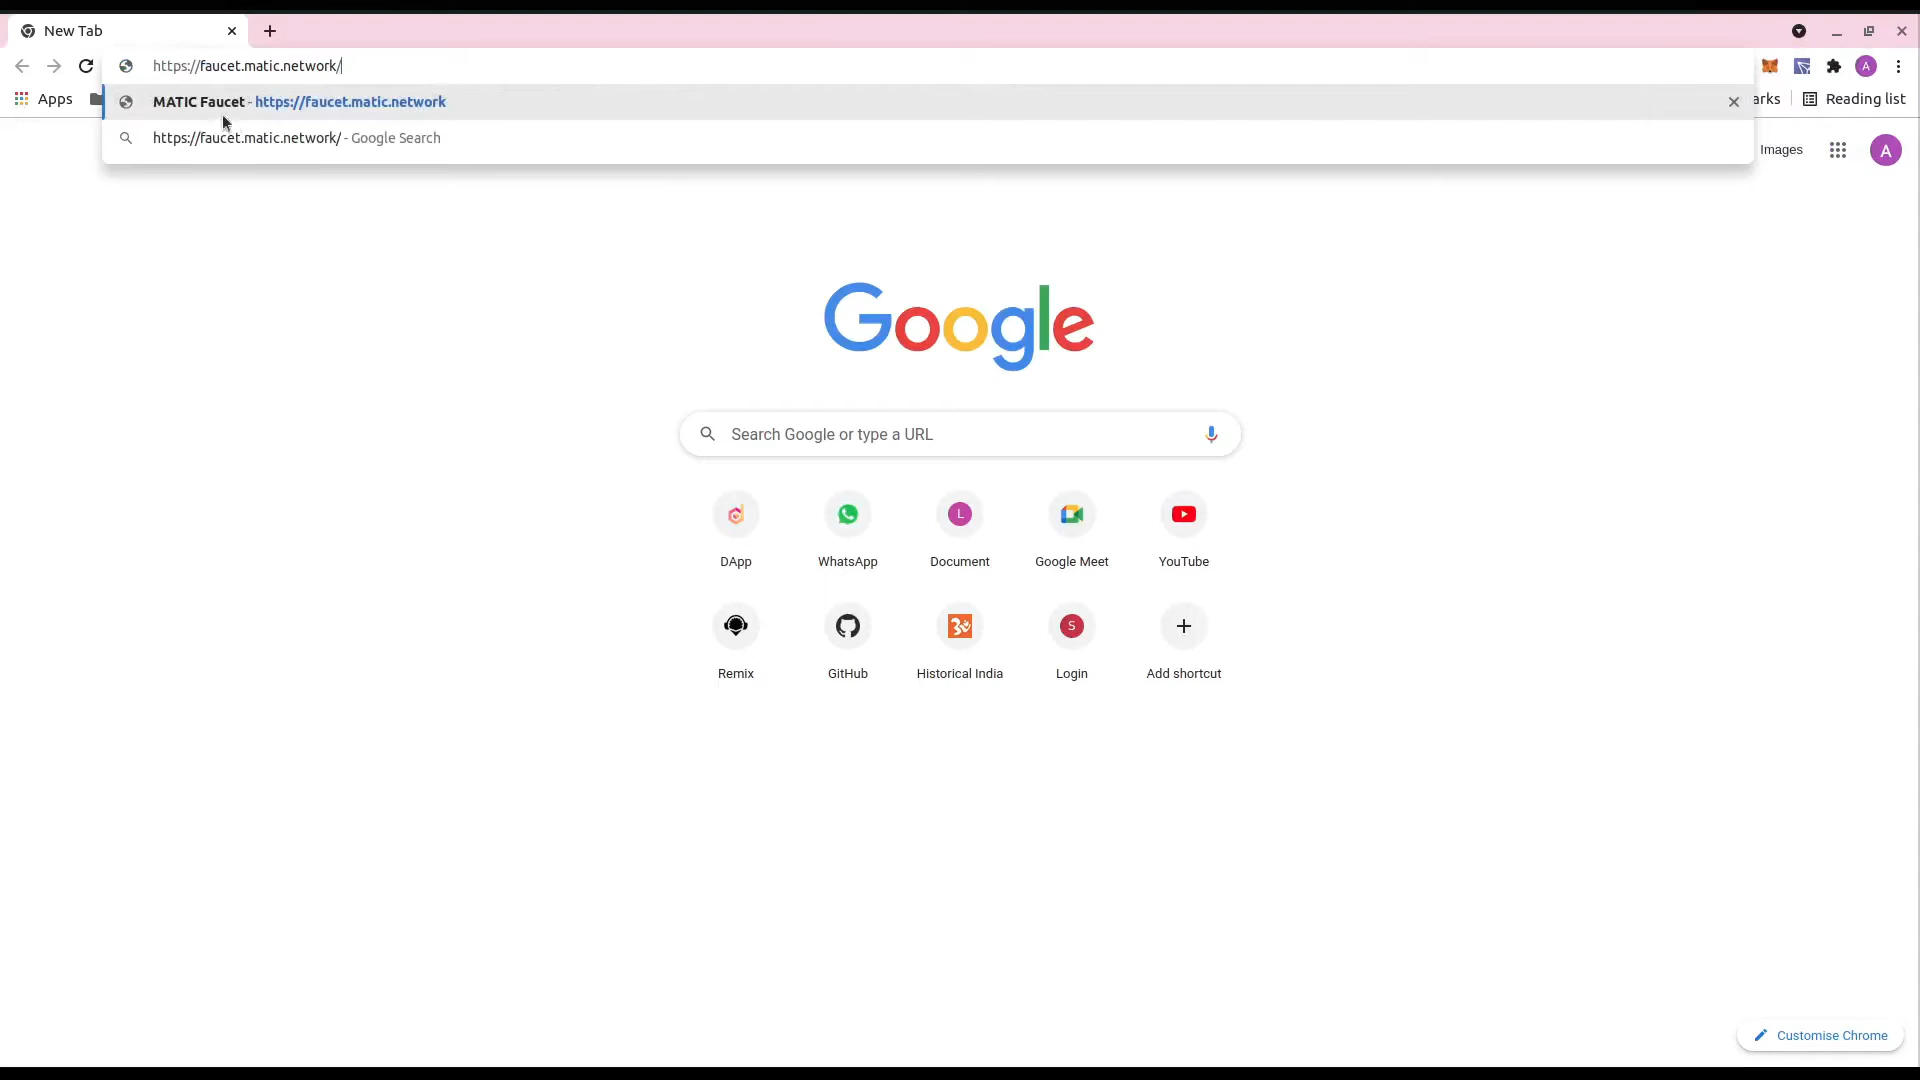 New Tab
https://faucet.matic.network/
MATIC Faucet - https://faucet.matic.network
https://faucet.matic.network/ - Google Search
Apps
arks
Reading list
Images
A
A
Google
Search Google or type a URL
L
DApp
WhatsApp
Document
Google Meet
YouTube
S
Remix
GitHub
Historical India
Login
Add shortcut
Customise Chrome